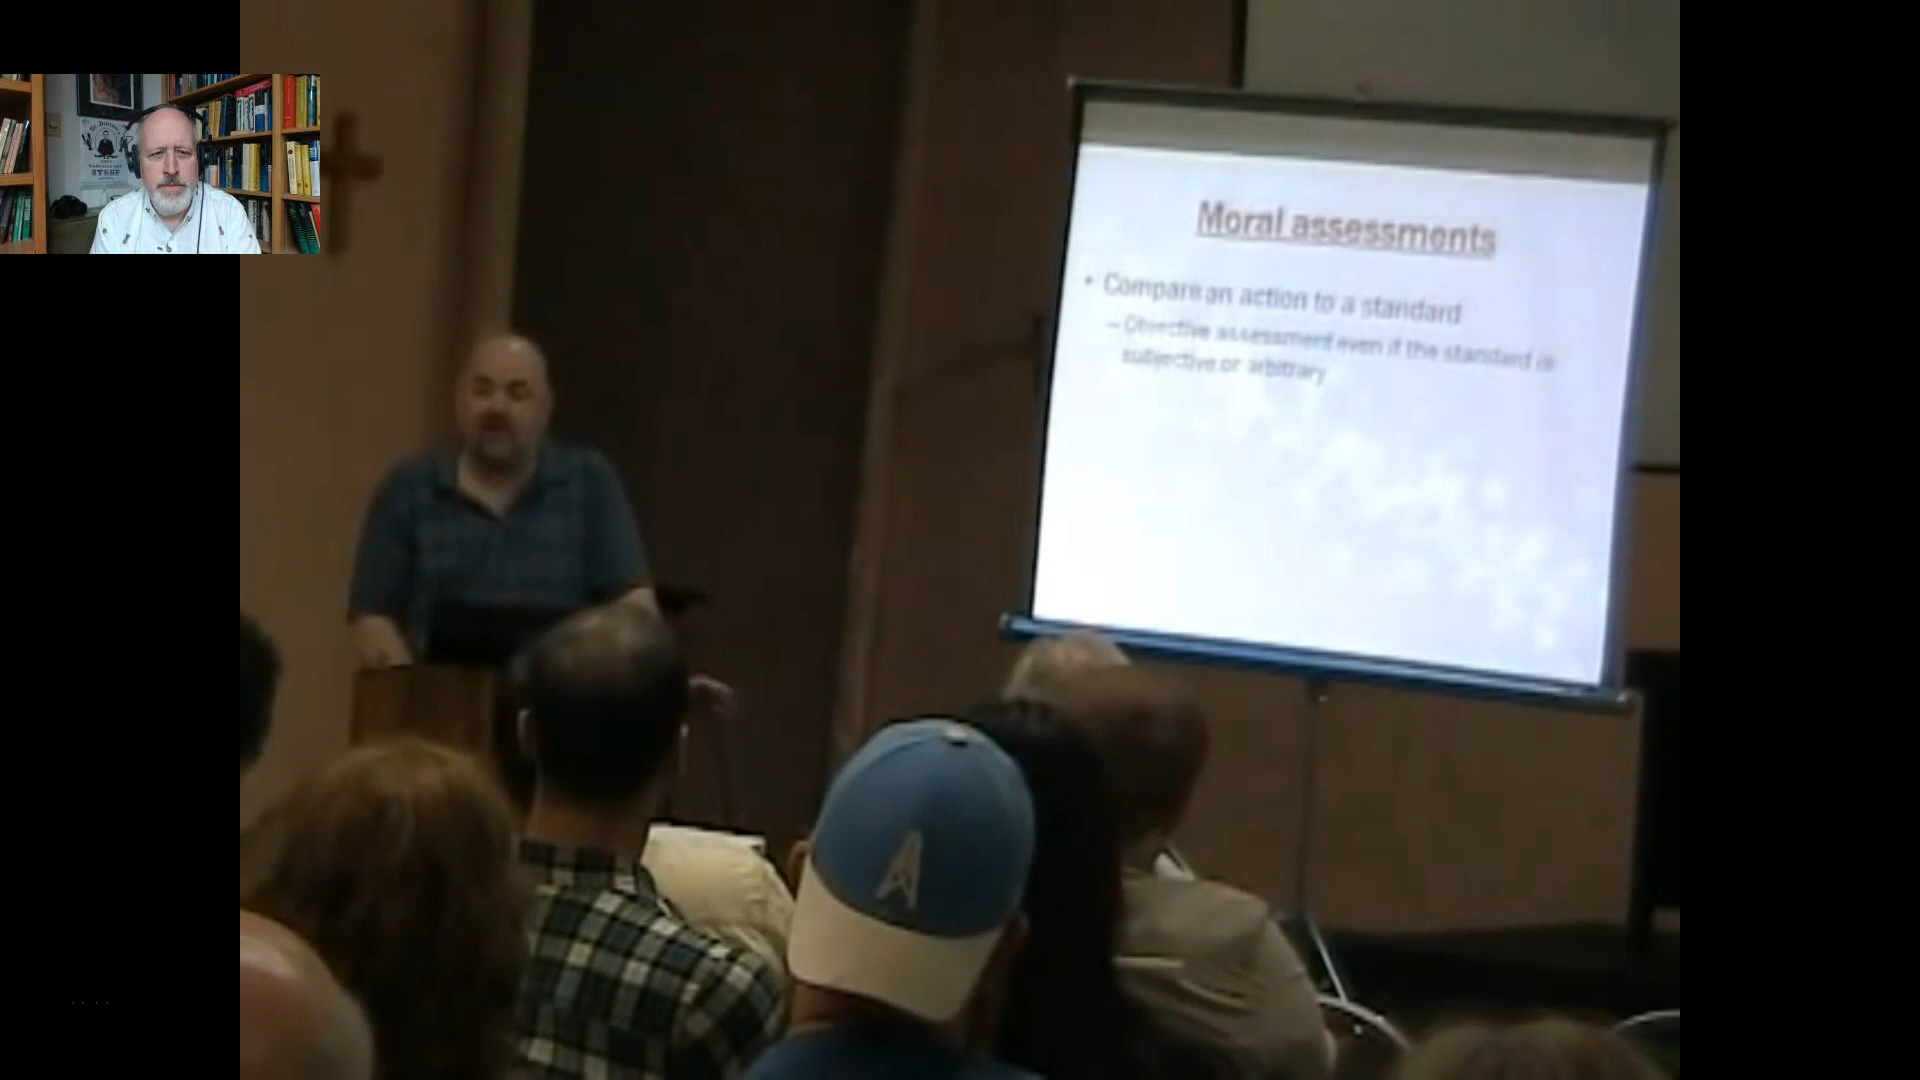 Moral assessments
• Compare an action to a standard
– Objective assessment even if the standard is
subjective or arbitrary
A